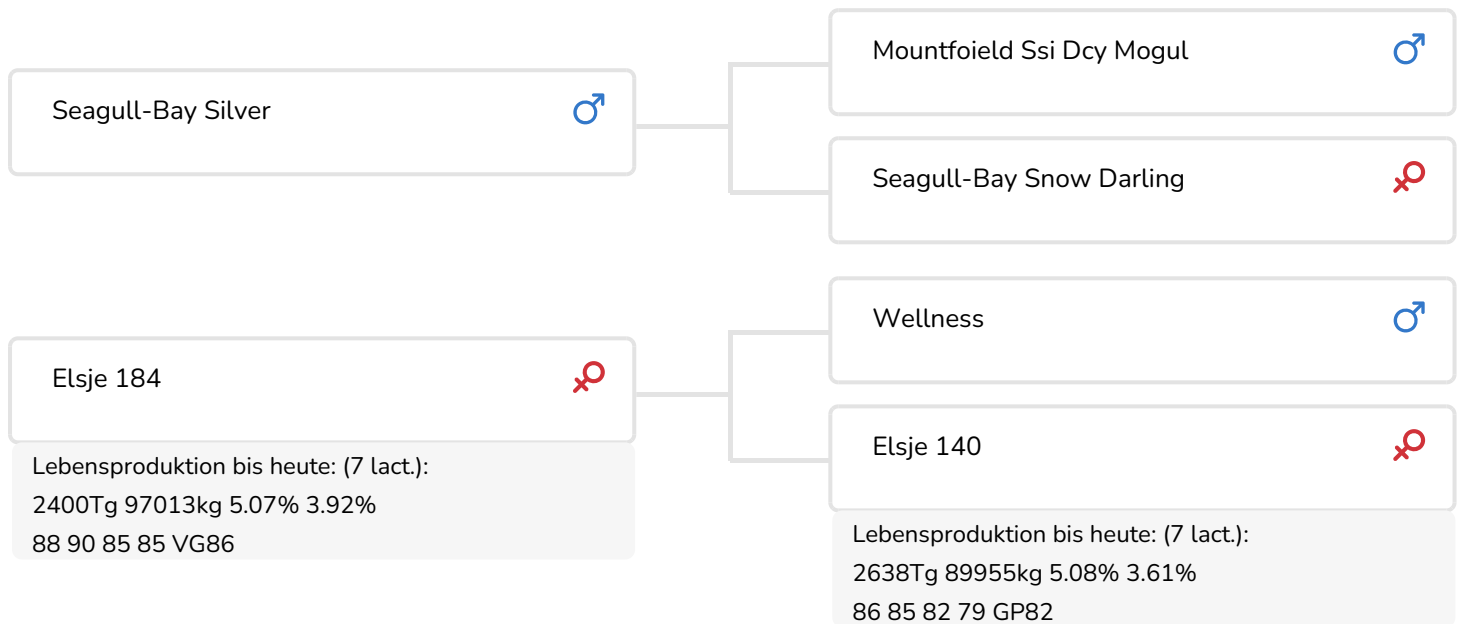 Seagull-Bay Silver
Mountfoield Ssi Dcy Mogul
Seagull-Bay Snow Darling
Elsje 184
Lebensproduktion bis heute: (7 lact.):
2400Tg 97013kg 5.07% 3.92%
88 90 85 85 VG86
Wellness
Elsje 140
Lebensproduktion bis heute: (7 lact.):
2638Tg 89955kg 5.08% 3.61%
86 85 82 79 GP82